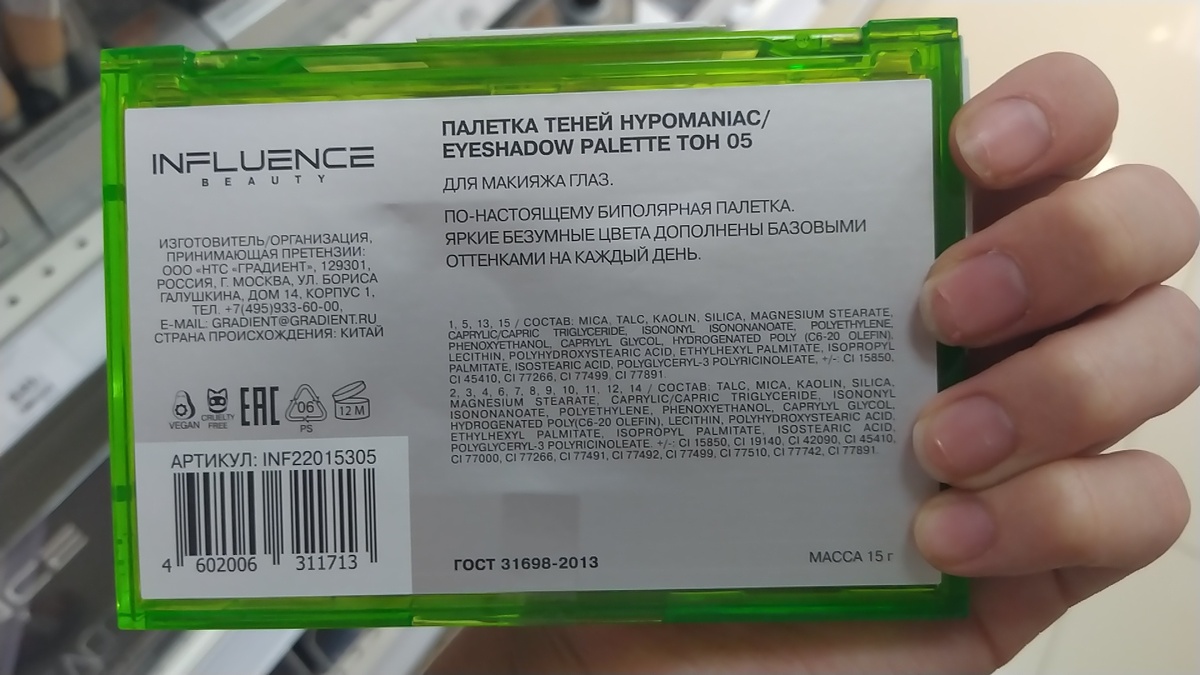 INFLUENCE
BEAUTY
ИЗГОТОВИТЕЛЬ/ОРГАНИЗАЦИЯ,
ПРИНИМАЮЩАЯ ПРЕТЕНЗИИ:
ООО «НТС «ГРАДИЕНТ», 129301,
РОССИЯ, Г. МОСКВА, УЛ. БОРИСА
ГАЛУШКИНА, ДОМ 14, КОРПУС 1,
ТЕЛ. +7(495)933-60-00,
E-MAIL: GRADIENT@GRADIENT.RU
СТРАНА ПРОИСХОЖДЕНИЯ: КИТАЙ
VEGAN
CRUELTY
FREE
EAC
06
PS
12 M
АРТИКУЛ: INF22015305
4 602006 311713
ПАЛЕТКА ТЕНЕЙ HYPOMANIAC/
EYESHADOW PALETTE ТОН 05
ДЛЯ МАКИЯЖА ГЛАЗ.
ПО-НАСТОЯЩЕМУ БИПОЛЯРНАЯ ПАЛЕТКА.
ЯРКИЕ БЕЗУМНЫЕ ЦВЕТА ДОПОЛНЕНЫ БАЗОВЫМИ
ОТТЕНКАМИ НА КАЖДЫЙ ДЕНЬ.
1, 5, 13, 15 / СОСТАВ: MICA, TALC, KAOLIN, SILICA, MAGNESIUM STEARATE,
CAPRYLIC/CAPRIC TRIGLYCERIDE, ISONONYL ISONONANOATE, POLYETHYLENE,
PHENOXYETHANOL, CAPRYLYL GLYCOL, HYDROGENATED POLY (C6-20 OLEFIN),
LECITHIN, POLYHYDROXYSTEARIC ACID, ETHYLHEXYL PALMITATE, ISOPROPYL
PALMITATE, ISOSTEARIC ACID, POLYGLYCERYL-3 POLYRICINOLEATE, +/- CI 15850,
CI 45410, CI 77266, CI 77499, CI 77891.
2, 3, 4, 6, 7, 8, 9, 10, 11, 12, 14 / СОСТАВ: TALC, MICA, KAOLIN, SILICA,
MAGNESIUM STEARATE, CAPRYLIC/CAPRIC TRIGLYCERIDE, ISONONYL
ISONONANOATE, POLYETHYLENE, PHENOXYETHANOL, CAPRYLYL GLYCOL,
HYDROGENATED POLY(C6-20 OLEFIN), LECITHIN, POLYHYDROXYSTEARIC ACID,
ETHYLHEXYL PALMITATE, ISOPROPYL PALMITATE, ISOSTEARIC ACID,
POLYGLYCERYL-3 POLYRICINOLEATE. +/-: CI 15850, CI 19140, CI 42090, CI 45410,
CI 77000, CI 77266, CI 77491, CI 77492, CI 77499, CI 77510, CI 77742, CI 77891.
ГОСТ 31698-2013
МАССА 15 г